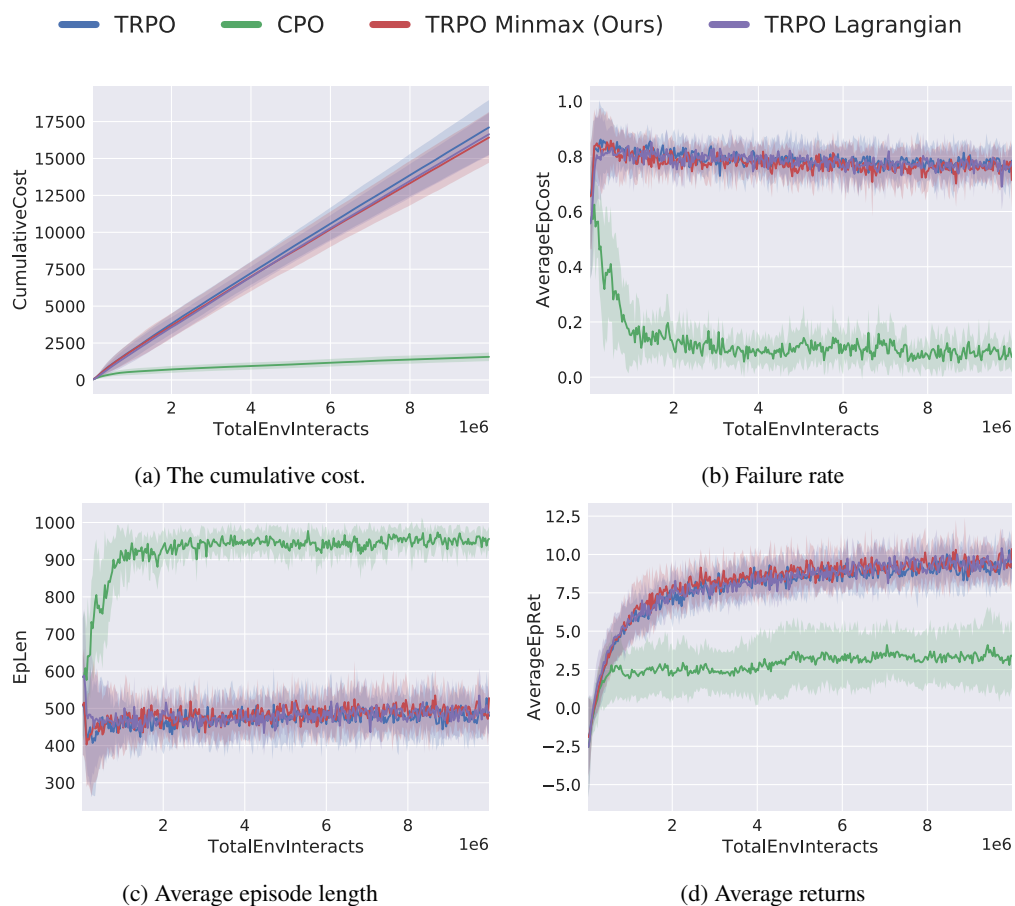 TRPO CPO TRPO Minmax (Ours) TRPO Lagrangian
17500
15000
12500
10000
7500
5000
2500
0
CumulativeCost
2 4 6 8
1e6
TotalEnvInteracts
(a) The cumulative cost.
1.0
0.8
0.6
0.4
0.2
0.0
AverageEpCost
2 4 6 8
1e6
TotalEnvInteracts
(b) Failure rate
1000
900
800
700
600
500
400
300
EpLen
2 4 6 8
1e6
TotalEnvInteracts
(c) Average episode length
12.5
10.0
7.5
5.0
2.5
0.0
−2.5
−5.0
AverageEpRet
2 4 6 8
1e6
TotalEnvInteracts
(d) Average returns